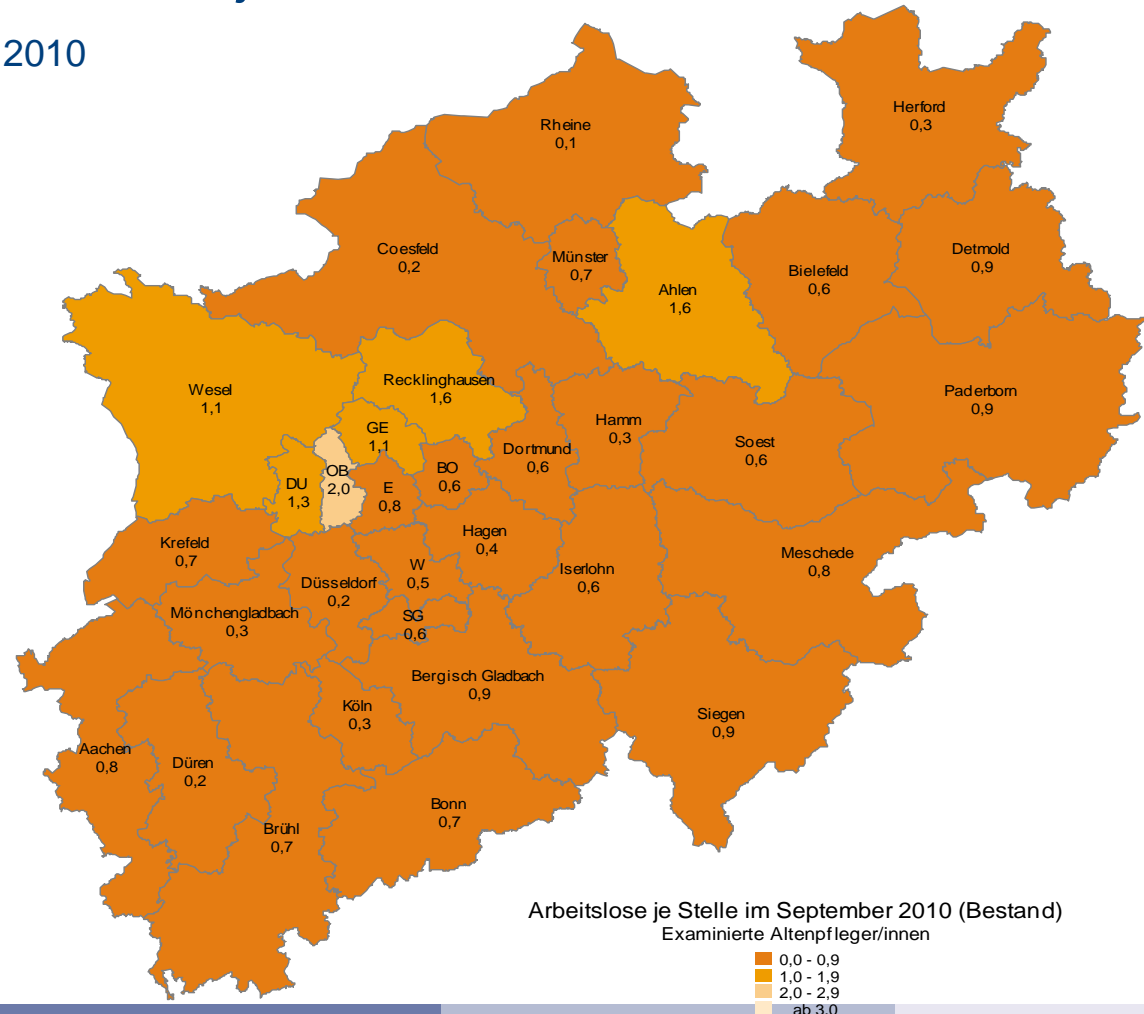 2010
Herford
0,3
Rheine
0,1
Coesfeld
0,2
Münster
0,7
Ahlen
1,6
Bielefeld
0,6
Detmold
0,9
Wesel
1,1
Recklinghausen
1,6
Paderborn
0,9
GE
1,1
Hamm
0,3
Dortmund
0,6
Soest
0,6
BO
0,6
OB
2,0
DU
1,3
E
0,8
Hagen
0,4
Krefeld
0,7
Meschede
0,8
Iserlohn
0,6
W
0,5
Düsseldorf
0,2
Mönchengladbach
0,3
SG
0,6
Bergisch Gladbach
0,9
Köln
0,3
Siegen
0,9
Aachen
0,8
Düren
0,2
Bonn
0,7
Brühl
0,7
Arbeitslose je Stelle im September 2010 (Bestand)
Examinierte Altenpfleger/innen
0,0 - 0,9
1,0 - 1,9
2,0 - 2,9
ab 3,0